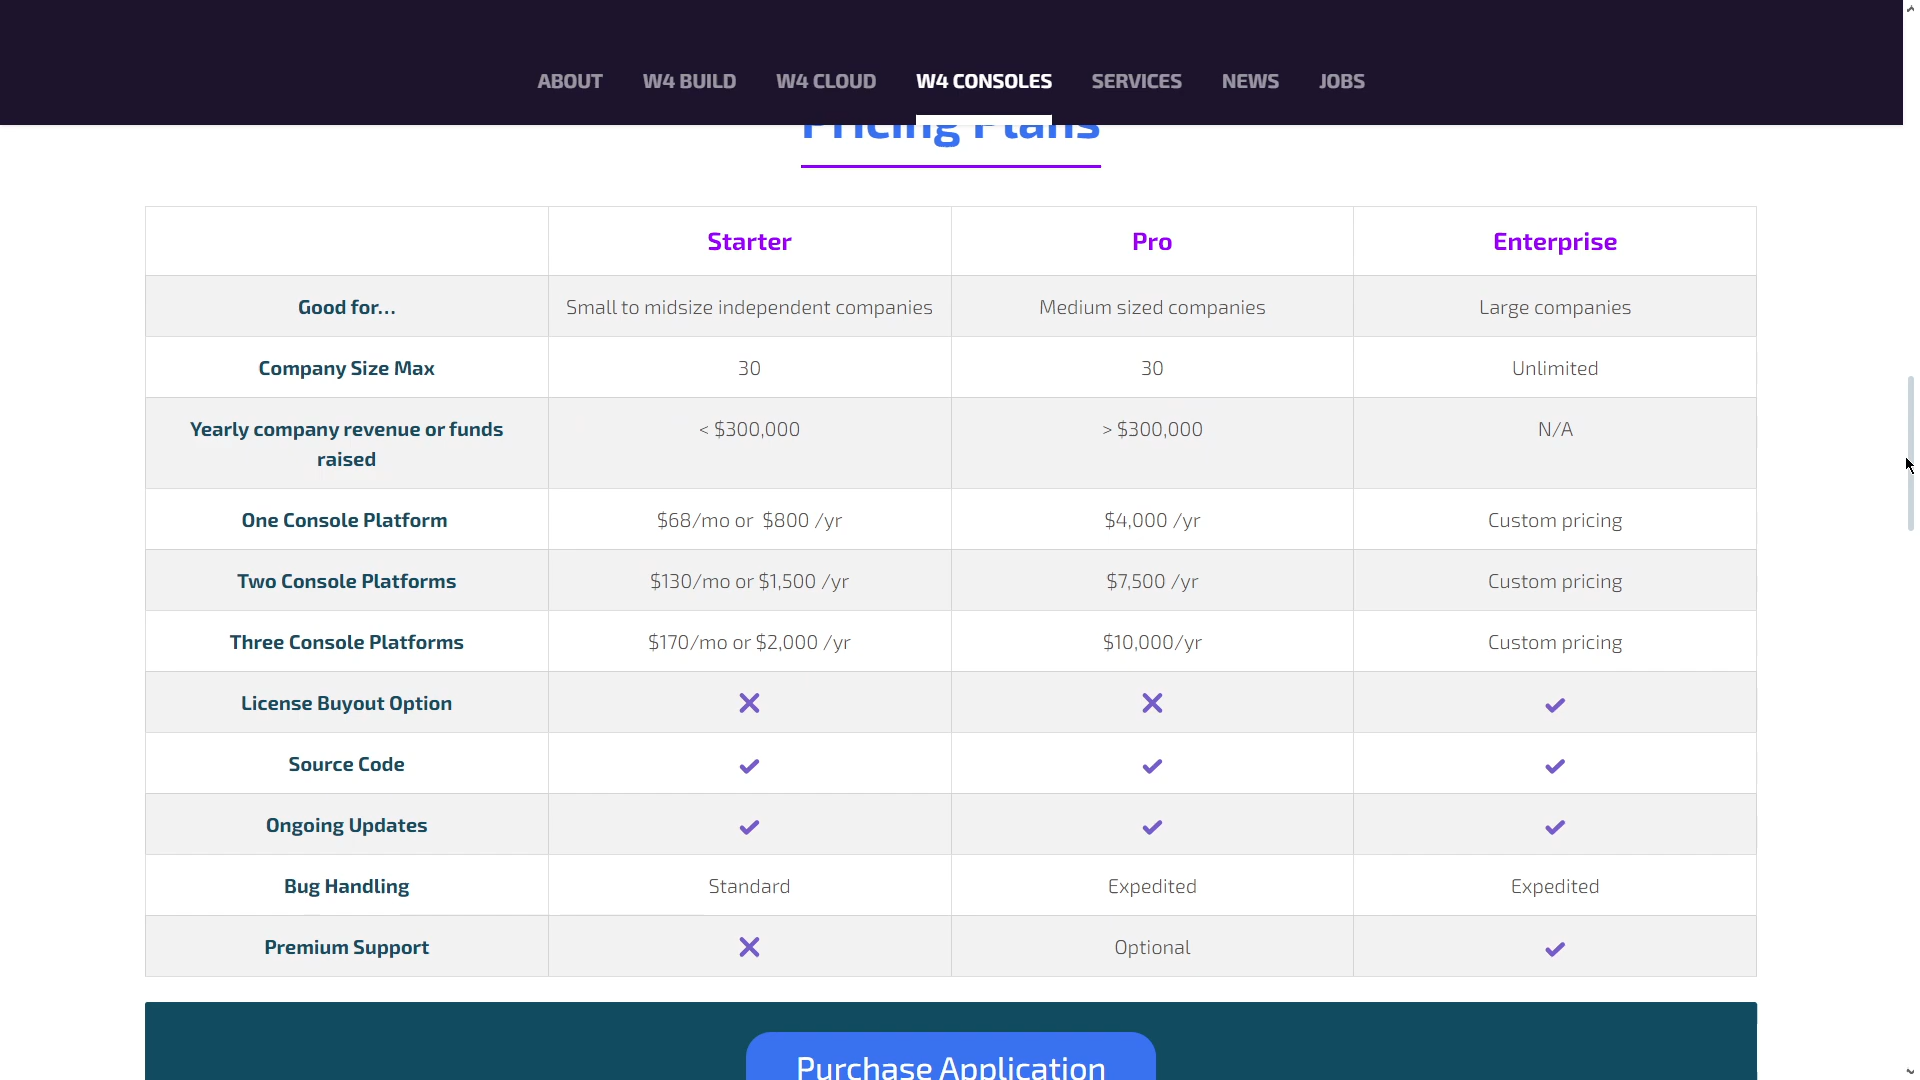 ABOUT W4 BUILD W4 CLOUD W4 CONSOLES SERVICES NEWS JOBS
Pricing Plans
Starter Pro Enterprise
Good for... Small to midsize independent companies Medium sized companies Large companies
Company Size Max 30 30 Unlimited
Yearly company revenue or funds < $300,000 > $300,000 N/A
raised
One Console Platform $68/mo or $800 /yr $4,000 /yr Custom pricing
Two Console Platforms $130/mo or $1,500 /yr $7,500 /yr Custom pricing
Three Console Platforms $170/mo or $2,000 /yr $10,000/yr Custom pricing
License Buyout Option
Source Code
Ongoing Updates
Bug Handling Standard Expedited Expedited
Premium Support Optional
Purchase Application